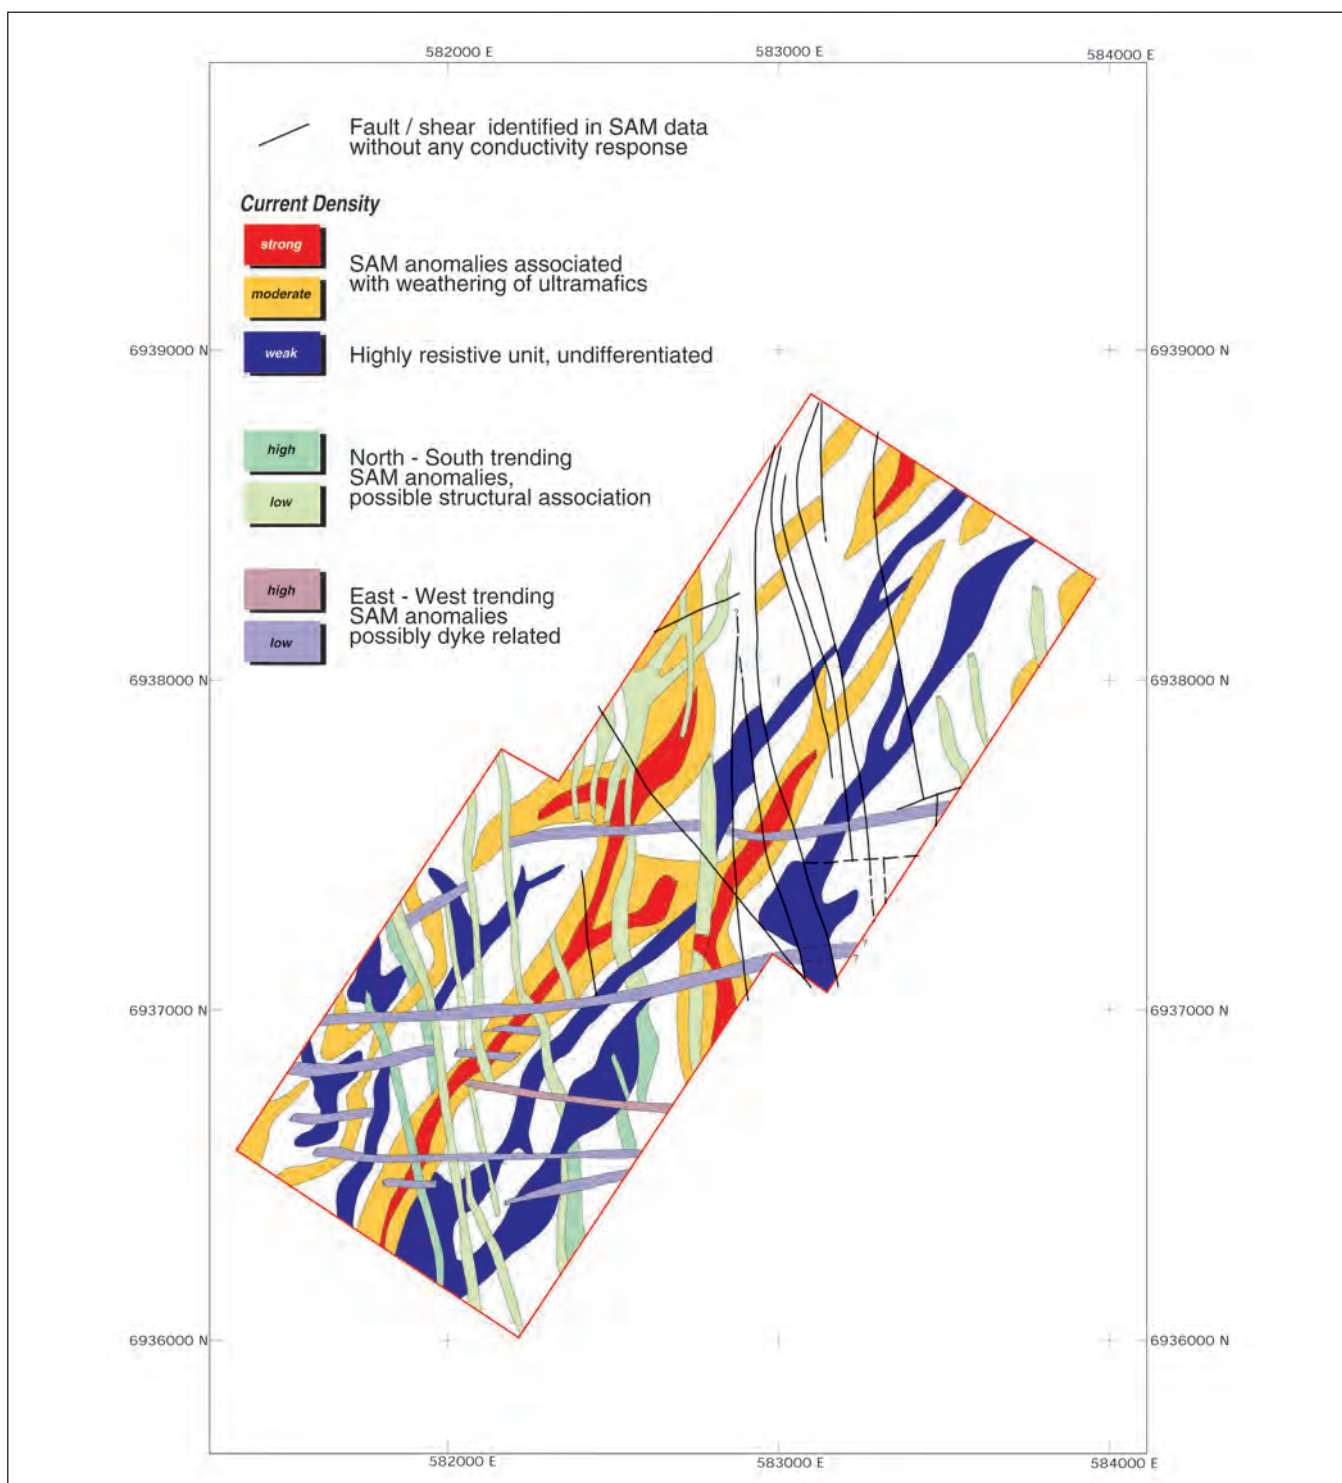 582000 E
583000 E
584000 E
Fault / shear identified in SAM data
without any conductivity response
Current Density
strong
SAM anomalies associated
with weathering of ultramafics
moderate
6939000 N
6939000 N
weak
Highly resistive unit, undifferentiated
high
North - South trending
SAM anomalies,
possible structural association
low
high
East - West trending
SAM anomalies
possibly dyke related
low
?
6938000 N
6938000 N
?
?
6937000 N
6937000 N
6936000 N
6936000 N
582000 E
583000 E
584000 E